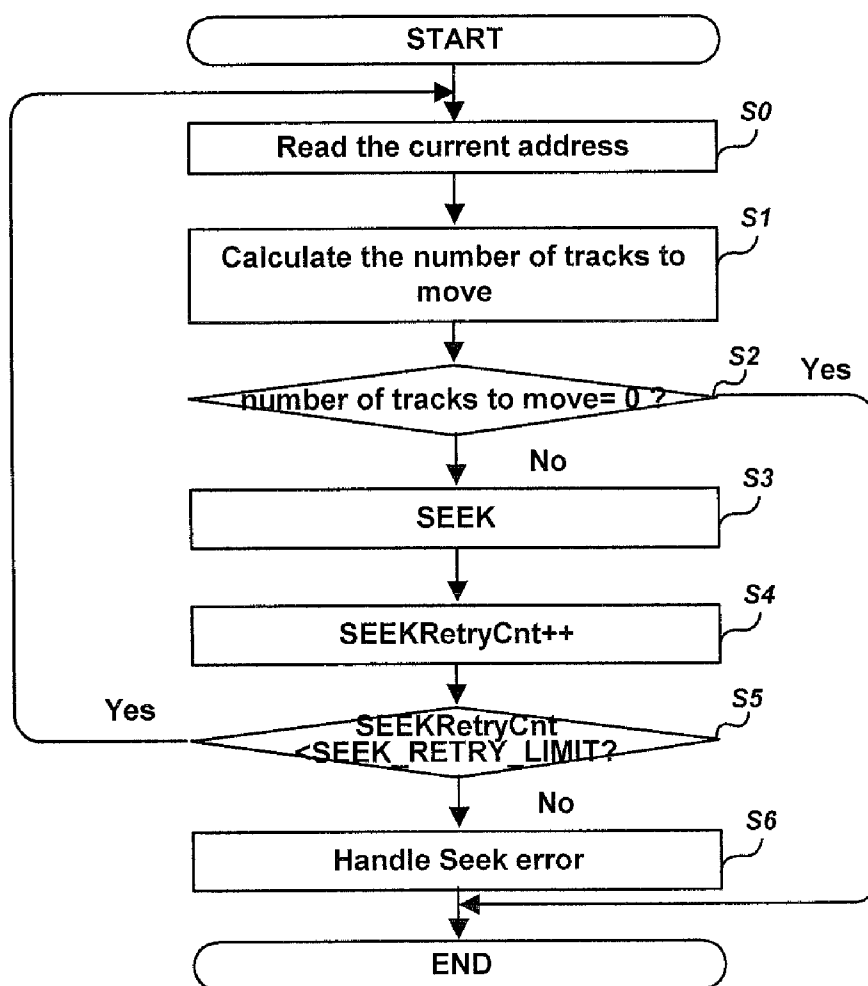 START
S0
Read the current address
S1
Calculate the number of tracks to
move
S2
Yes
number of tracks to move= 0 ?
No
S3
SEEK
S4
SEEKRetryCnt++
Yes
S5
SEEKRetryCnt
<SEEK_RETRY_LIMIT?
No
S6
Handle Seek error
END